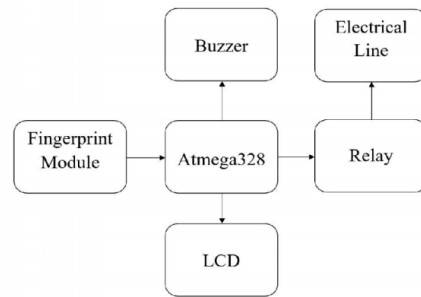 Buzzer
Electrical
Line
Fingerprint
Module
Atmega328
Relay
LCD